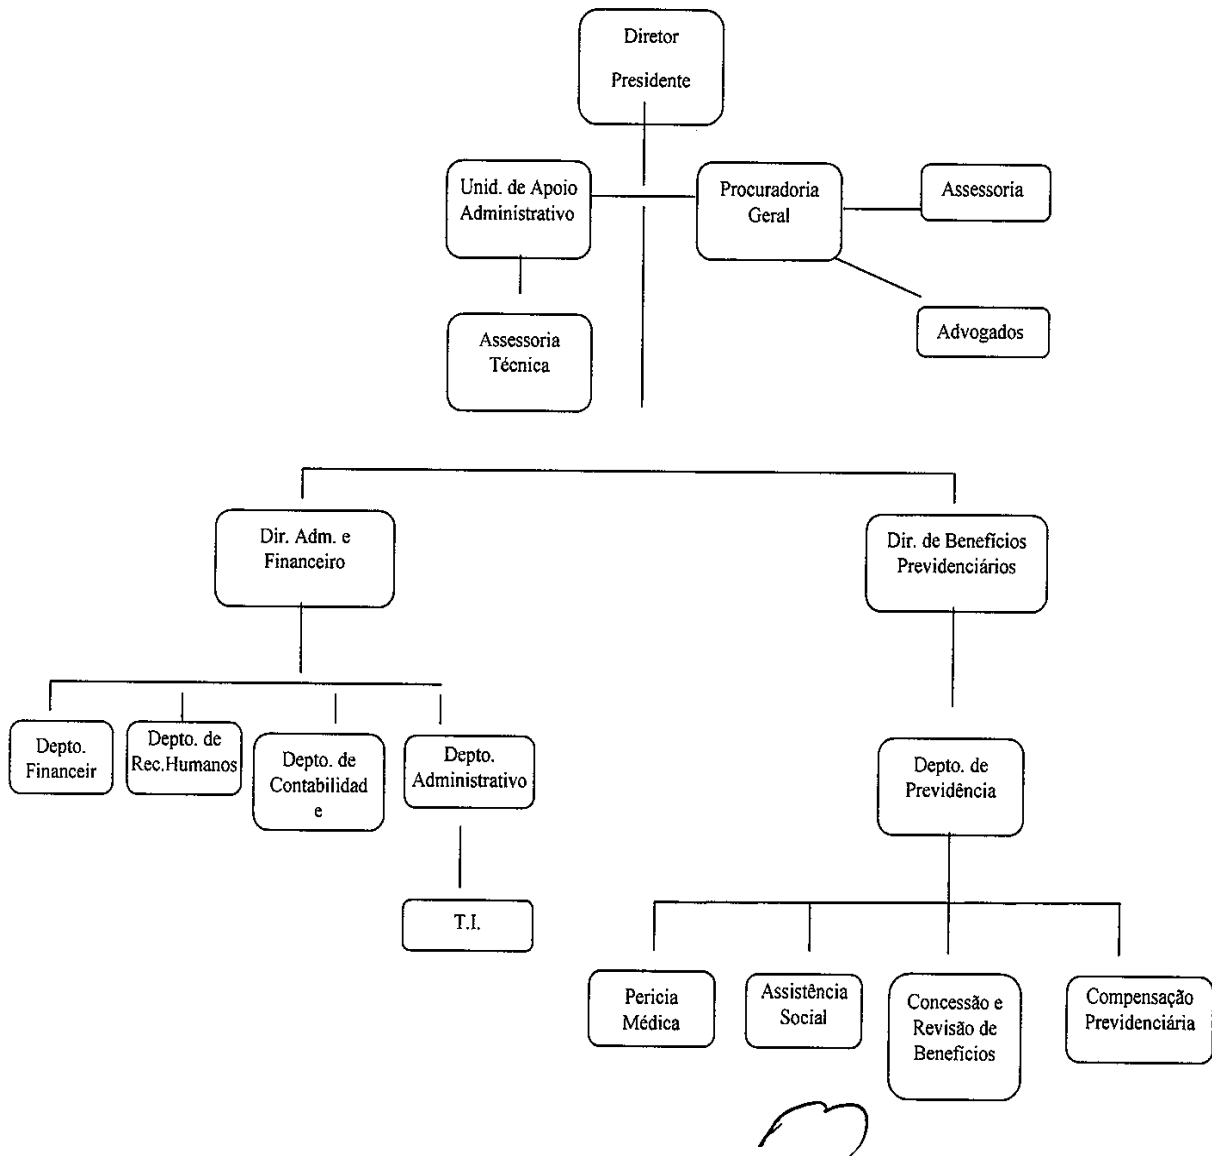 Diretor
Presidente
Unid. de Apoio
Administrativo
Procuradoria
Geral
Assessoria
Advogados
Assessoria
Técnica
Dir. Adm. e
Financeiro
Dir. de Benefícios
Previdenciários
Depto.
Financeir
Depto. de
Rec.Humanos
Depto. de
Contabilidad
e
Depto.
Administrativo
T.I.
Depto. de
Previdência
Pericia
Médica
Assistência
Social
Concessão e
Revisão de
Benefícios
Compensação
Previdenciária